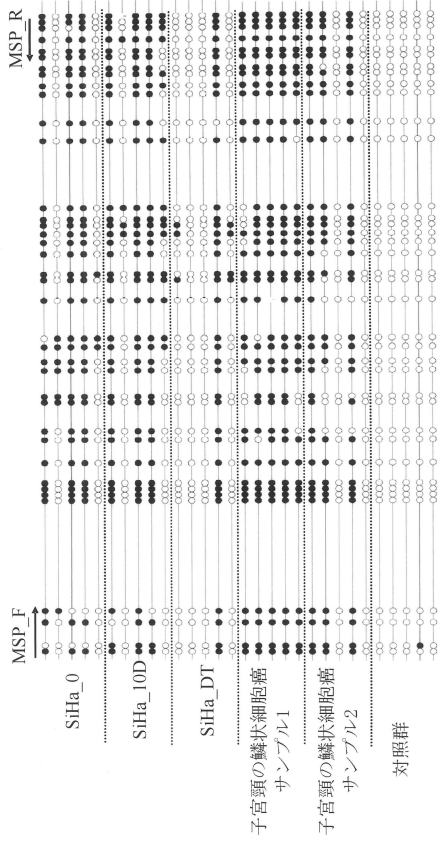 MSP_F
MSP_R
SiHa_0
SiHa_10D
SiHa_DT
子宮頸の鱗状細胞癌
サンプル1
子宮頸の鱗状細胞癌
サンプル2
対照群